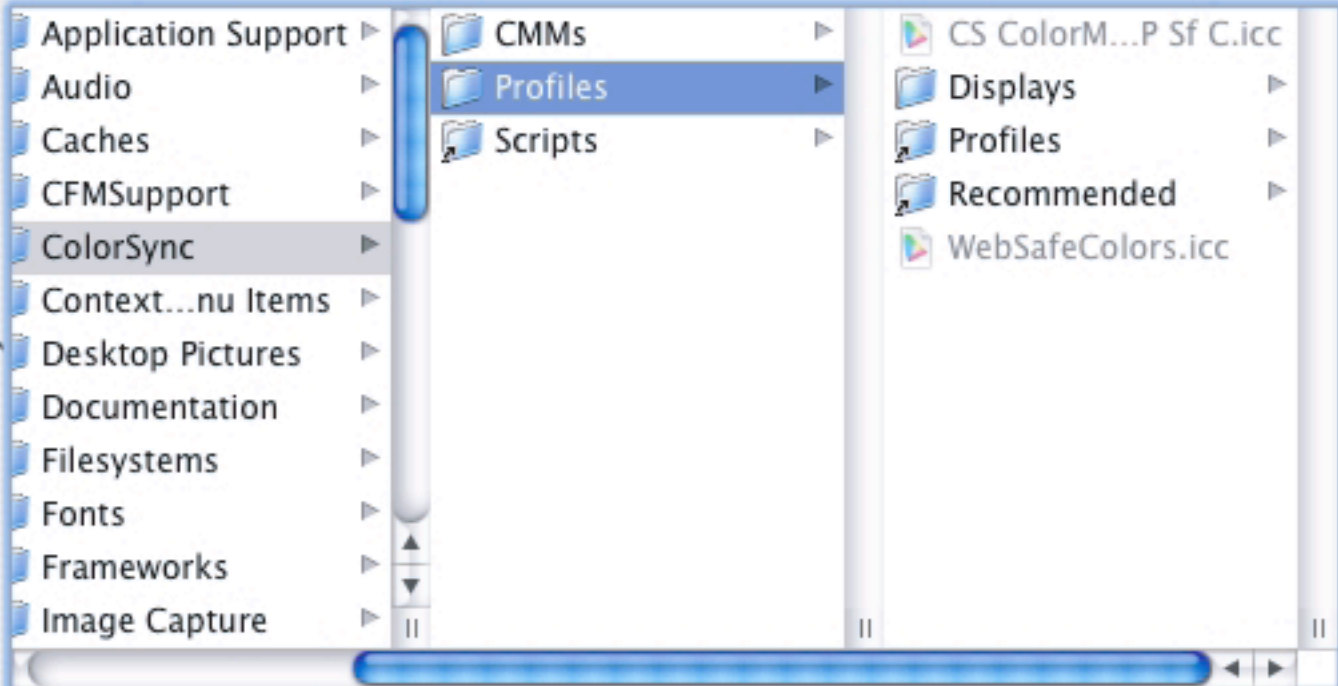 Application Support
Audio
Caches
CFMSupport
ColorSync
Context...nu Items
Desktop Pictures
Documentation
Filesystems
Fonts
Frameworks
Image Capture
CMMs
Profiles
Scripts
CS ColorM...P Sf C.icc
Displays
Profiles
Recommended
WebSafeColors.icc